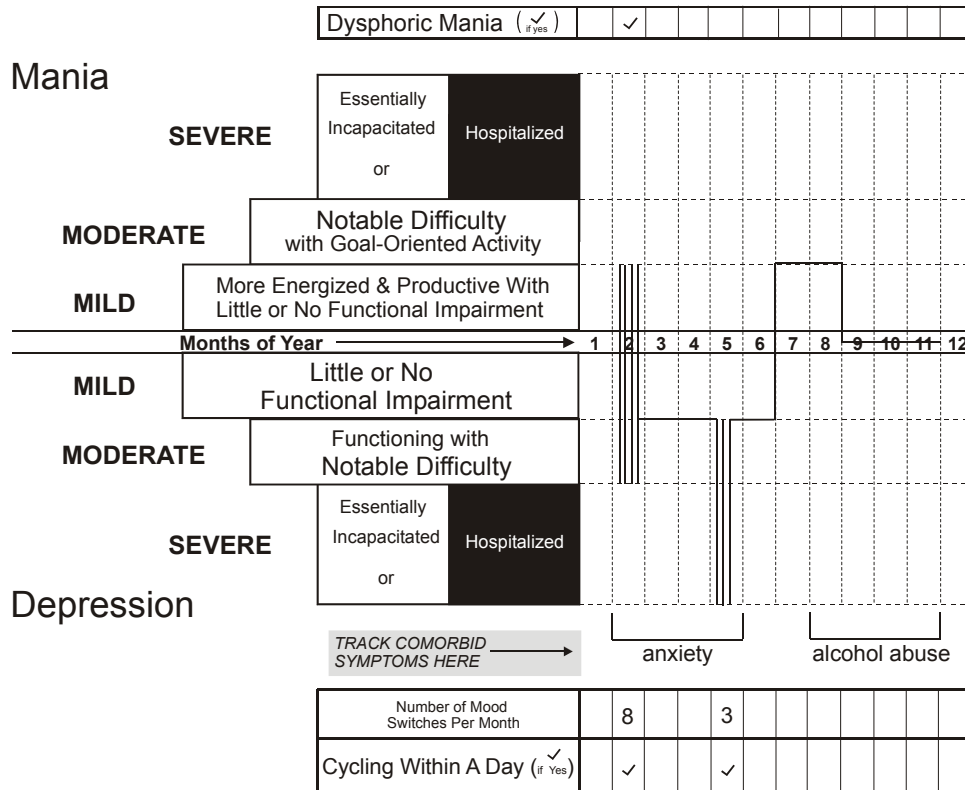 Dysphoric Mania (✓ if yes) ✓
Mania
SEVERE
Essentially
Incapacitated
or
Hospitalized
MODERATE
Notable Difficulty
with Goal-Oriented Activity
MILD
More Energized & Productive With
Little or No Functional Impairment
Months of Year 1 2 3 4 5 6 7 8 9 10 11 12
MILD
Little or No
Functional Impairment
MODERATE
Functioning with
Notable Difficulty
SEVERE
Essentially
Incapacitated
or
Hospitalized
Depression
TRACK COMORBID
SYMPTOMS HERE
anxiety
alcohol abuse
Number of Mood
Switches Per Month
8 3
Cycling Within A Day (✓ if Yes) ✓ ✓